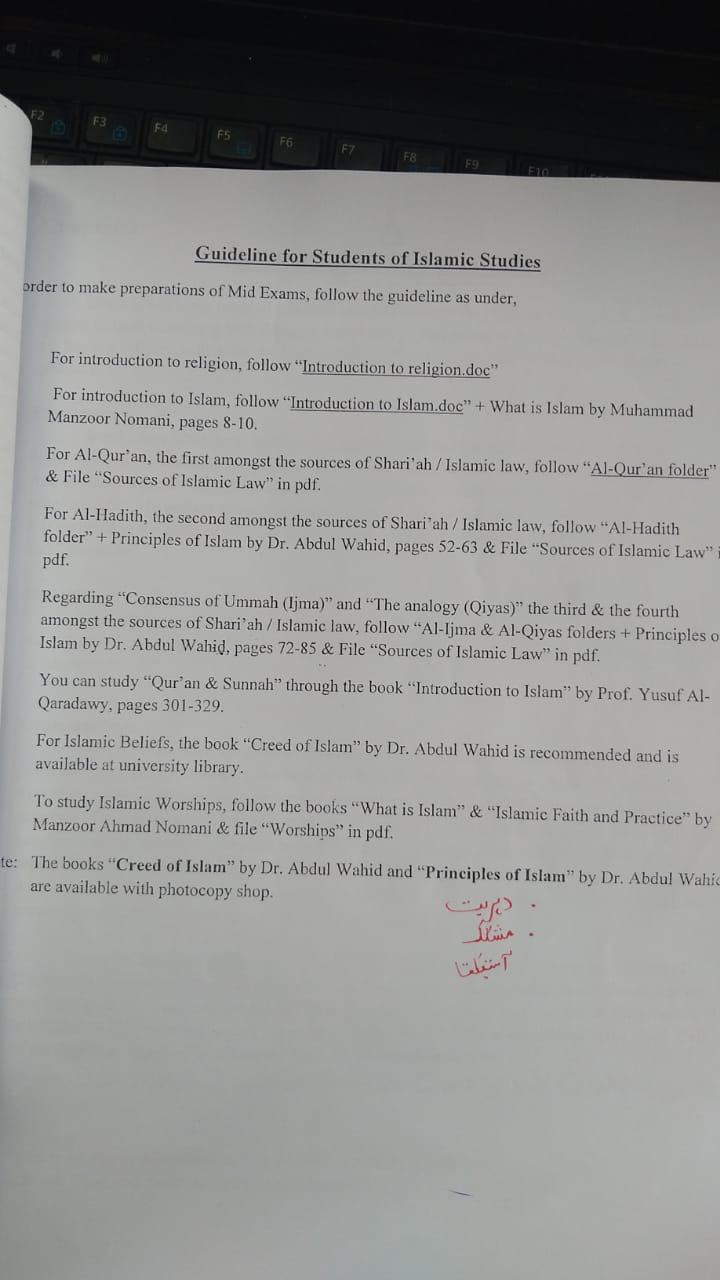 F2
F3
F4
F5
F6
F7
F8
F9
F10
Guideline for Students of Islamic Studies
order to make preparations of Mid Exams, follow the guideline as under,
For introduction to religion, follow “Introduction to religion.doc”
For introduction to Islam, follow “Introduction to Islam.doc” + What is Islam by Muhammad
Manzoor Nomani, pages 8-10.
For Al-Qur’an, the first amongst the sources of Shari’ah / Islamic law, follow “Al-Qur’an folder”
& File “Sources of Islamic Law” in pdf.
For Al-Hadith, the second amongst the sources of Shari’ah / Islamic law, follow “Al-Hadith
folder” + Principles of Islam by Dr. Abdul Wahid, pages 52-63 & File “Sources of Islamic Law” i
pdf.
Regarding “Consensus of Ummah (Ijma)” and “The analogy (Qiyas)” the third & the fourth
amongst the sources of Shari’ah / Islamic law, follow “Al-Ijma & Al-Qiyas folders + Principles o
Islam by Dr. Abdul Wahid, pages 72-85 & File “Sources of Islamic Law” in pdf.
You can study “Qur’an & Sunnah” through the book “Introduction to Islam” by Prof. Yusuf Al-
Qaradawy, pages 301-329.
For Islamic Beliefs, the book “Creed of Islam” by Dr. Abdul Wahid is recommended and is
available at university library.
To study Islamic Worships, follow the books “What is Islam” & “Islamic Faith and Practice” by
Manzoor Ahmad Nomani & file “Worships” in pdf.
te: The books “Creed of Islam” by Dr. Abdul Wahid and “Principles of Islam” by Dr. Abdul Wahid
are available with photocopy shop.
دہریت